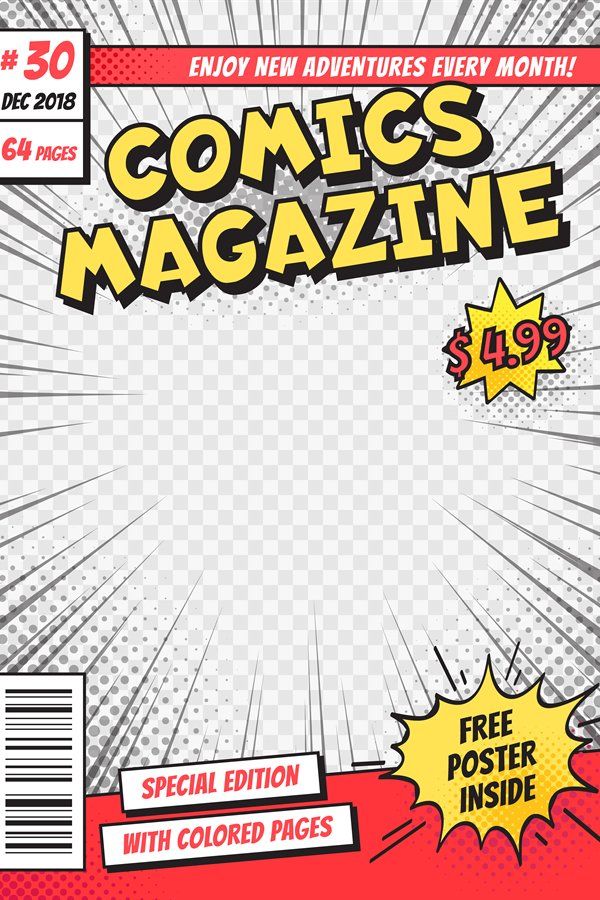 # 30
DEC 2018
64 PAGES
ENJOY NEW ADVENTURES EVERY MONTH!
COMICS
MAGAZINE
$ 4.99
FREE
POSTER
INSIDE
SPECIAL EDITION
WITH COLORED PAGES